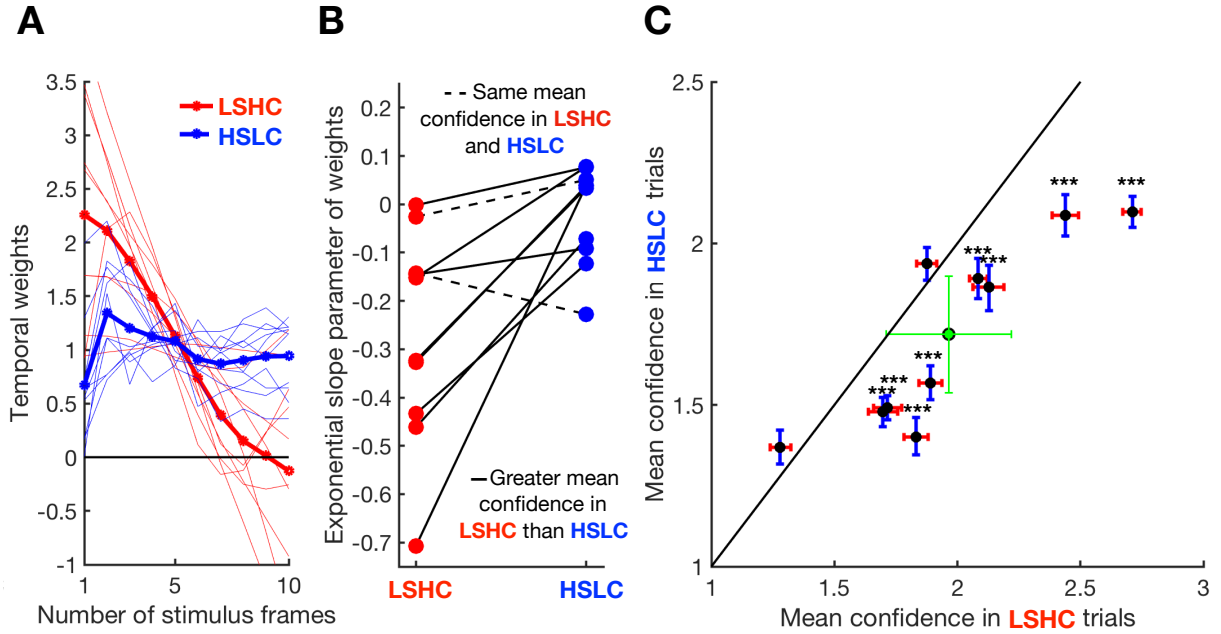 A
B
C
3.5
3
2.5
2
1.5
1
0.5
0
-0.5
-1
1
5
10
Temporal weights
Number of stimulus frames
LSHC
HSLC
0.2
0.1
0
-0.1
-0.2
-0.3
-0.4
-0.5
-0.6
-0.7
Exponential slope parameter of weights
Same mean
confidence in LSHC
and HSLC
Greater mean
confidence in
LSHC than HSLC
LSHC
HSLC
2.5
2
1.5
1
Mean confidence in HSLC trials
***
***
***
***
***
***
***
***
1
1.5
2
2.5
3
Mean confidence in LSHC trials